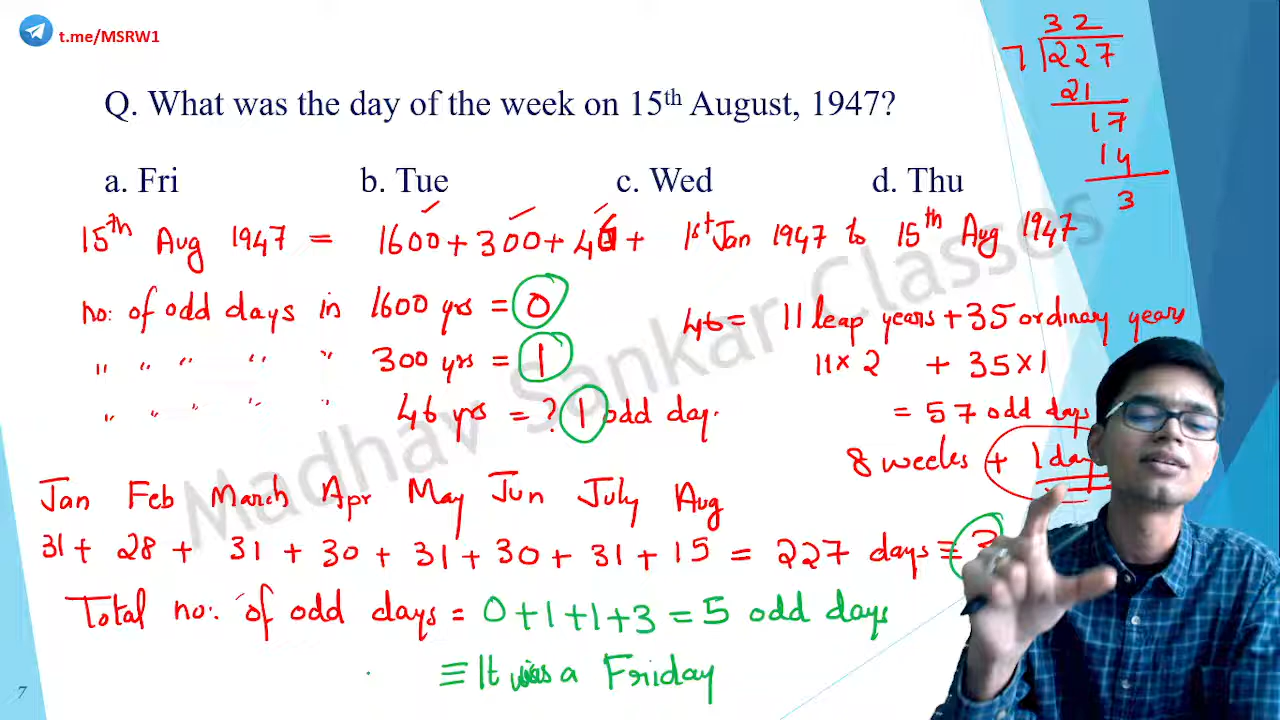 t.me/MSRW1
Q. What was the day of the week on 15th August, 1947?
a. Fri b. Tue c. Wed d. Thu
15th Aug 1947 = 1600 + 300 + 46 + 1st Jan 1947 to 15th Aug 1947
no: of odd days in 1600 yrs = 0
" " " " " 300 yrs = 1
" " " " " 46 yrs = ? 1 odd day.
46 = 11 leap years + 35 ordinary years
11 × 2 + 35 × 1
= 57 odd days
8 weeks + 1 day
Jan Feb March Apr May Jun July Aug
31 + 28 + 31 + 30 + 31 + 30 + 31 + 15 = 227 days ≡ 3
Total no: of odd days = 0 + 1 + 1 + 3 = 5 odd days
≡ It was a Friday
32
7 227
21
17
14
3
Madhav Sankar Classes
7